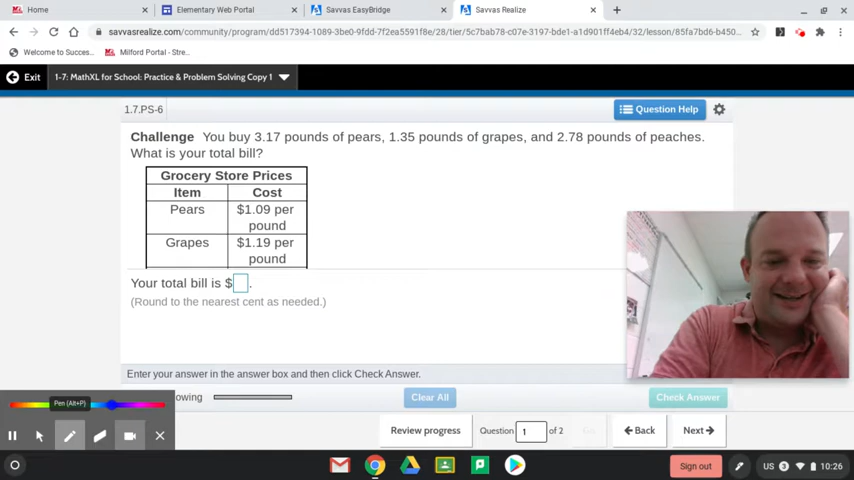 Home
Elementary Web Portal
Savvas EasyBridge
Savvas Realize
savvasrealize.com/community/program/dd517394-1089-3be0-9fdd-7f2ea5591f8e/28/tier/5c7bab78-c07e-3197-bde1-a1d901ff4eb4/32/lesson/85fa7bd6-b450...
Welcome to Succes...
Milford Portal - Stre...
Exit
1-7: MathXL for School: Practice & Problem Solving Copy 1
1.7.PS-6
Question Help
Challenge You buy 3.17 pounds of pears, 1.35 pounds of grapes, and 2.78 pounds of peaches.
What is your total bill?
Grocery Store Prices
Item Cost
Pears $1.09 per
pound
Grapes $1.19 per
pound
Your total bill is $ .
(Round to the nearest cent as needed.)
Enter your answer in the answer box and then click Check Answer.
Pen (Alt+P)
owing
Clear All
Check Answer
Review progress
Question 1 of 2
Go
Back
Next
Sign out
US 3 10:26